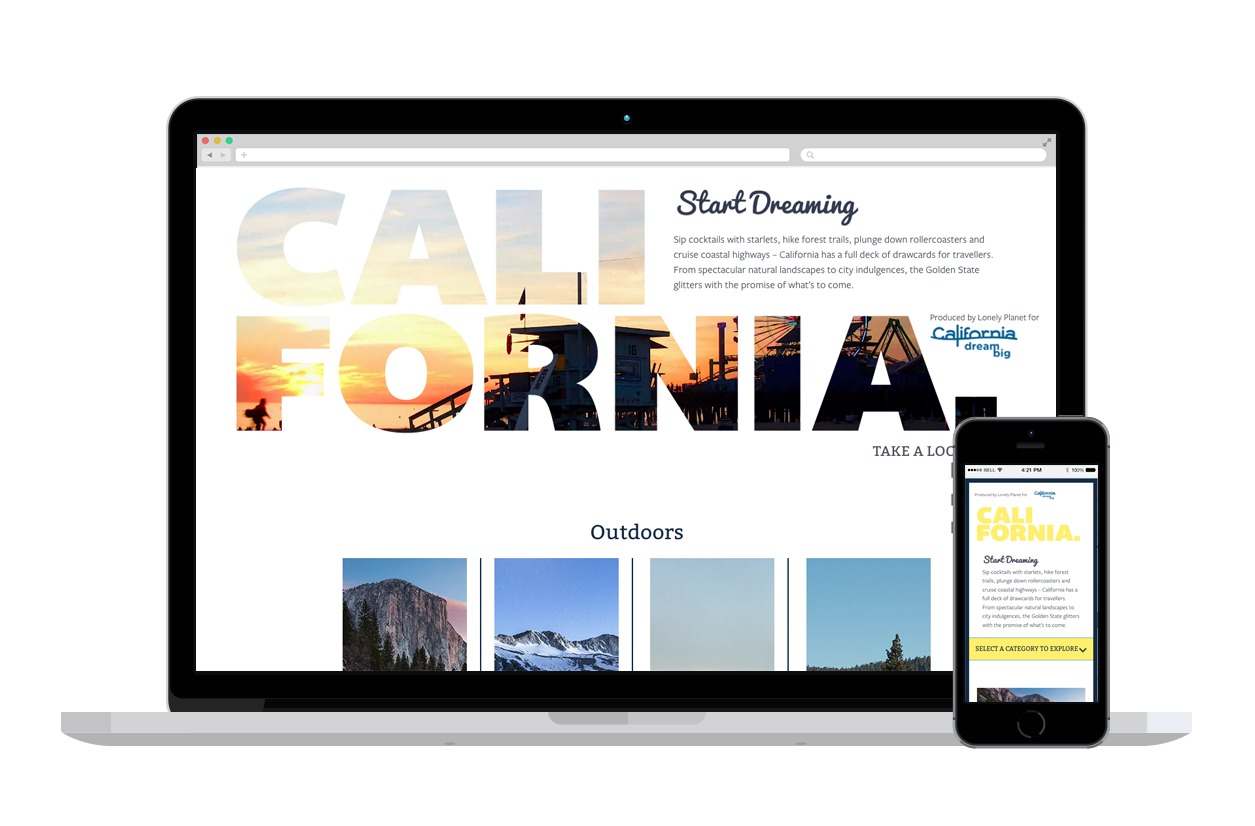 CALI
FORNIA.
Start Dreaming
Sip cocktails with starlets, hike forest trails, plunge down rollercoasters and
cruise coastal highways – California has a full deck of drawcards for travellers.
From spectacular natural landscapes to city indulgences, the Golden State
glitters with the promise of what's to come.
Produced by Lonely Planet for
California
dream
big
16
TAKE A LOO
Outdoors
BELL 4:21 PM 100%
Produced by Lonely Planet for
California
dream
big
CALI
FORNIA.
Start Dreaming
Sip cocktails with starlets, hike forest
trails, plunge down rollercoasters and
cruise coastal highways – California has a
full deck of drawcards for travellers.
From spectacular natural landscapes to
city indulgences, the Golden State glitters
with the promise of what's to come.
SELECT A CATEGORY TO EXPLORE